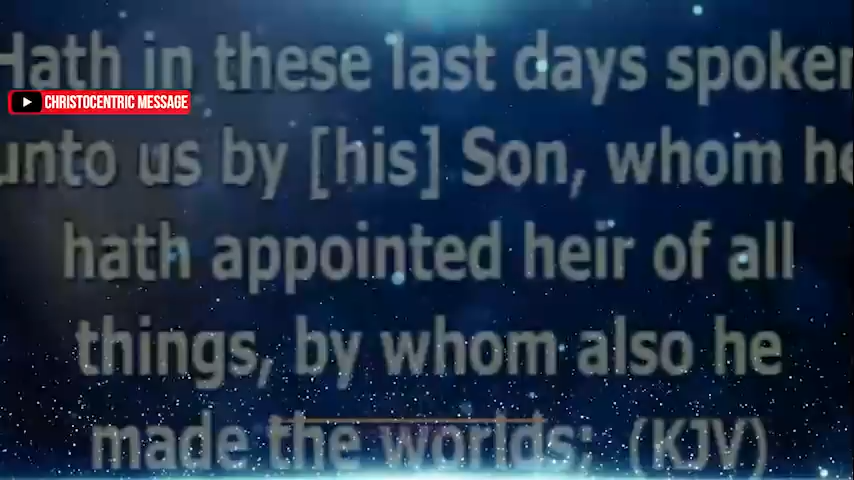 Hath in these last days spoken
CHRISTOCENTRIC MESSAGE
unto us by [his] Son, whom he
hath appointed heir of all
things, by whom also he
made the worlds; (KJV)